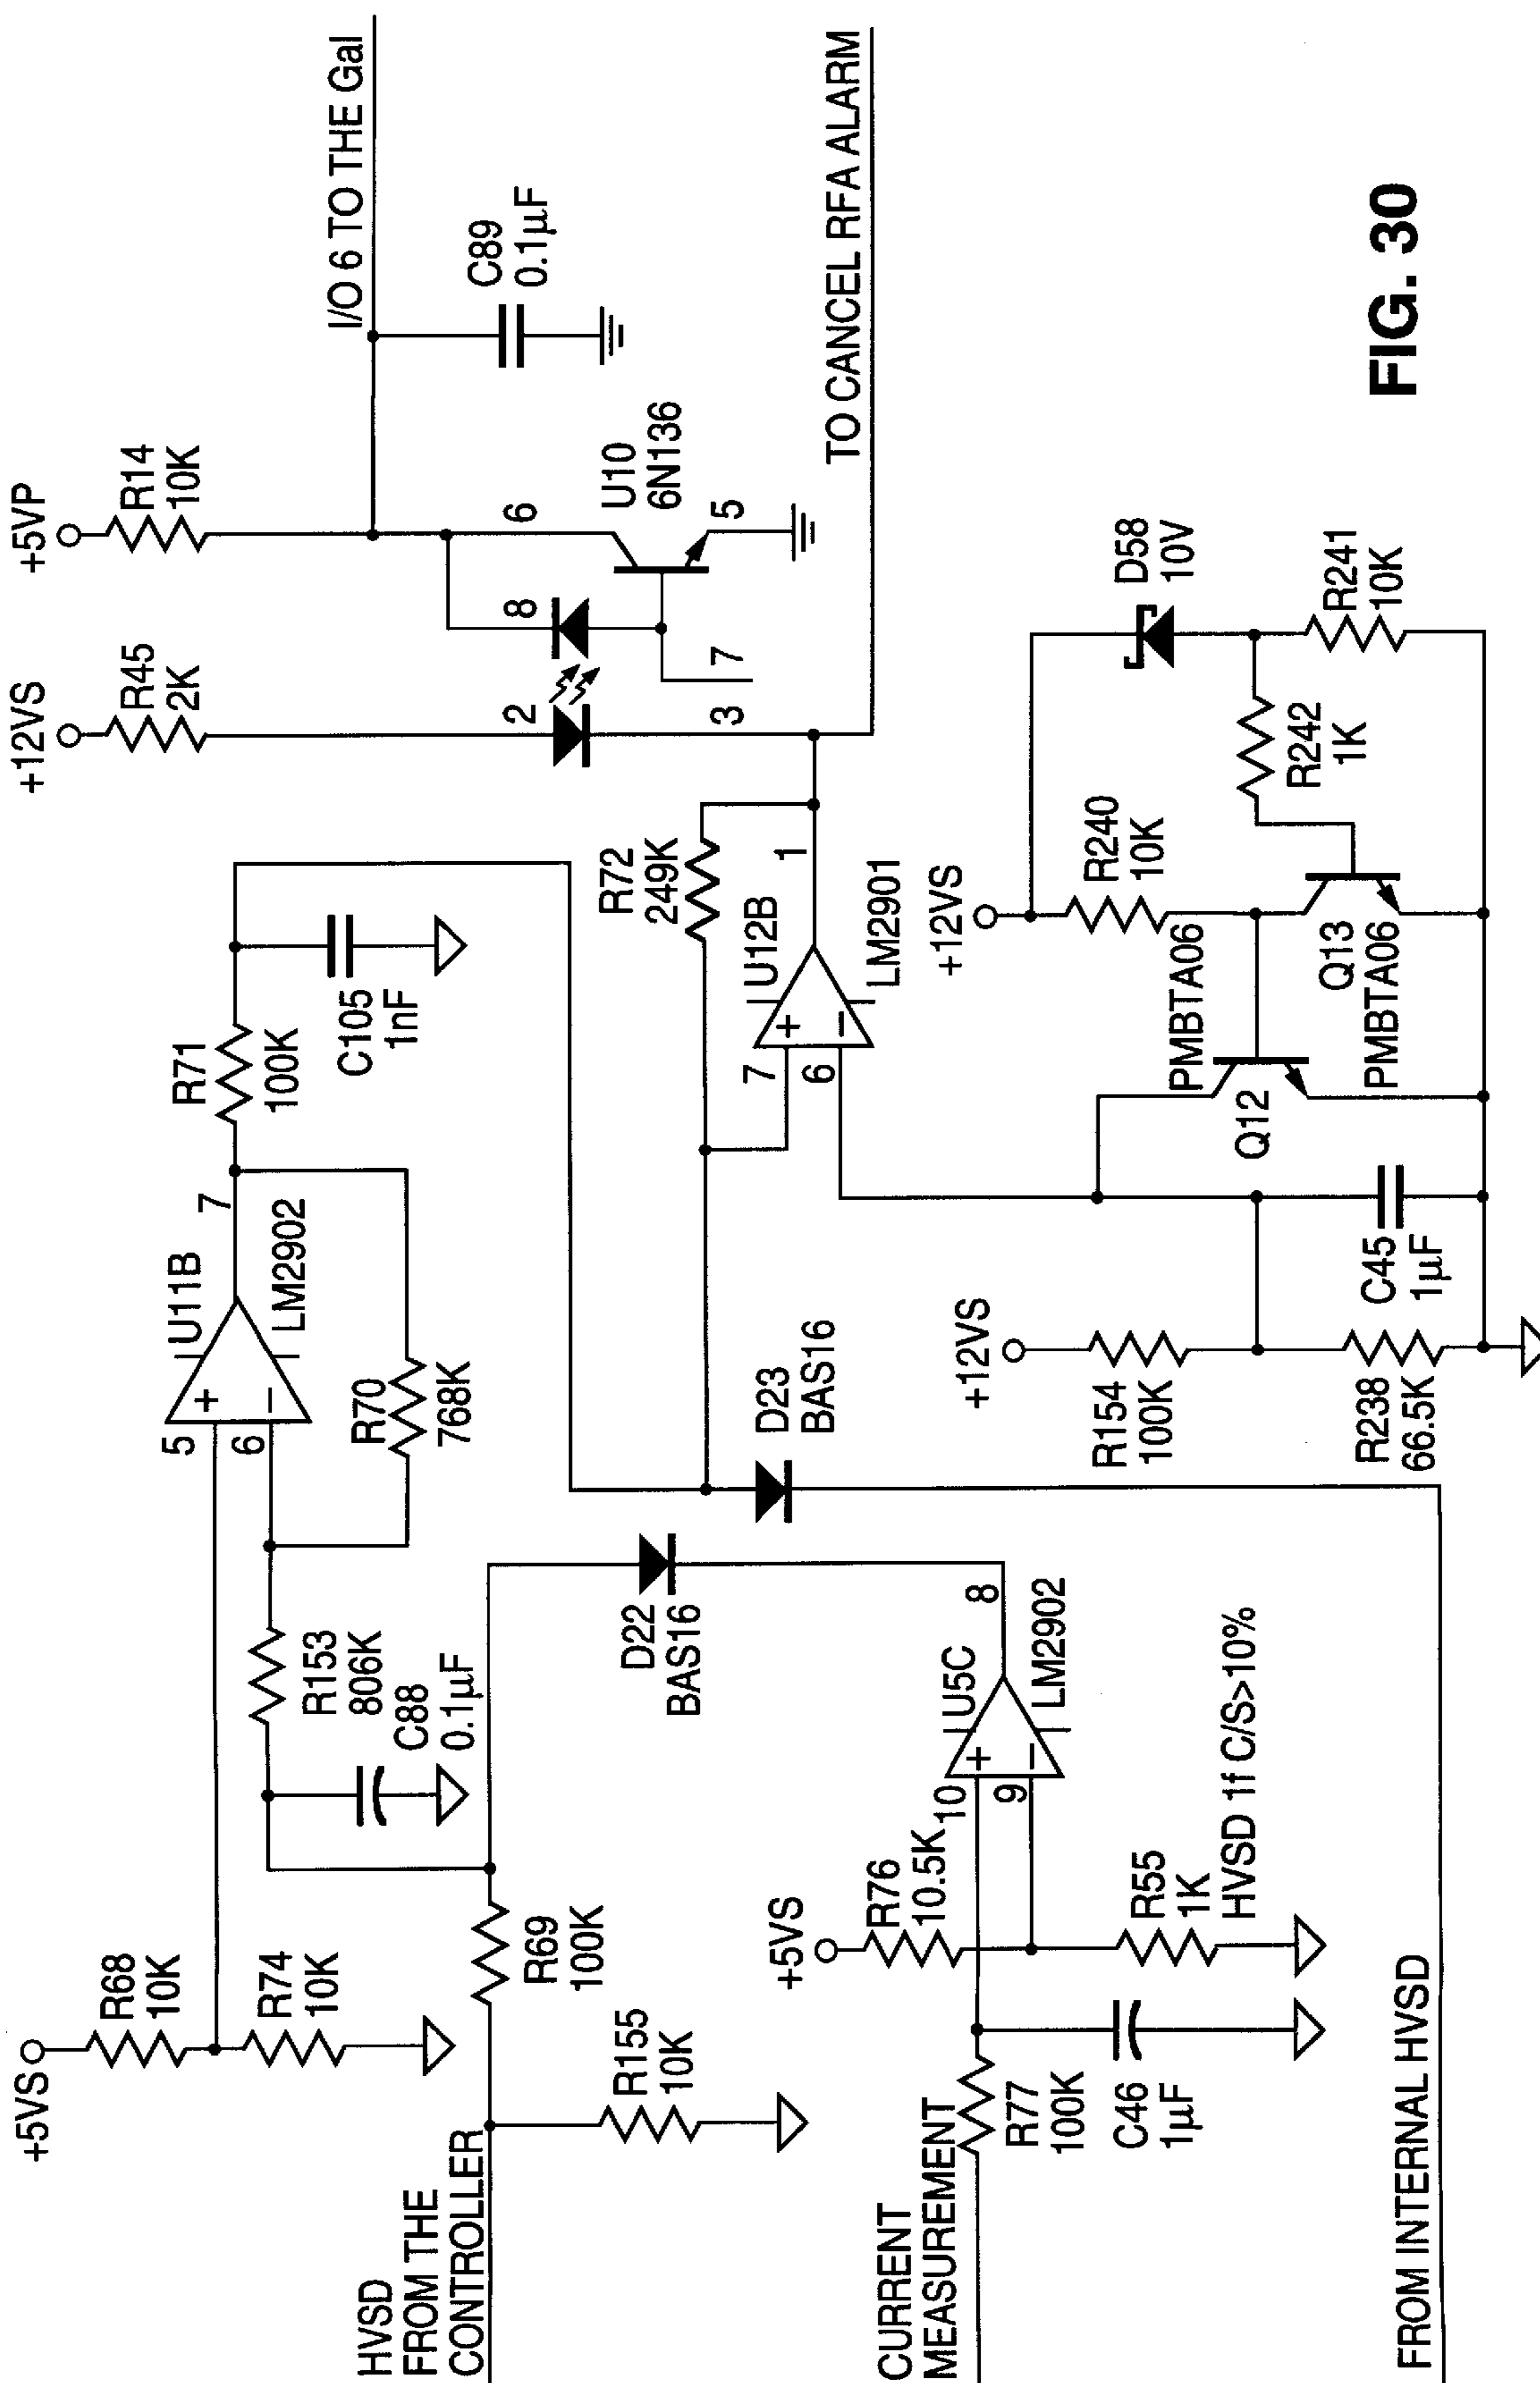 +5VS
R68
10K
R74
10K
HVSD
FROM THE
CONTROLLER
R155
10K
R69
100K
R153
806K
C88
0.1µF
5
6
+
−
U11B
LM2902
7
R70
768K
R71
100K
C105
1nF
D22
BAS16
CURRENT
MEASUREMENT
R77
100K
C46
1µF
+5VS
R76
10.5K
R55
1K
HVSD 1f C/S>10%
10
9
+
−
U5C
LM2902
8
FROM INTERNAL HVSD
D23
BAS16
R72
249K
7
6
+
−
U12B
LM2901
1
+12VS
R45
2K
2
3
+5VP
R14
10K
8
7
6
5
U10
6N136
I/O 6 TO THE Gal
C89
0.1µF
TO CANCEL RFA ALARM
+12VS
R154
100K
R238
66.5K
C45
1µF
Q12
PMBTA06
+12VS
R240
10K
Q13
PMBTA06
R242
1K
D58
10V
R241
10K
FIG. 30